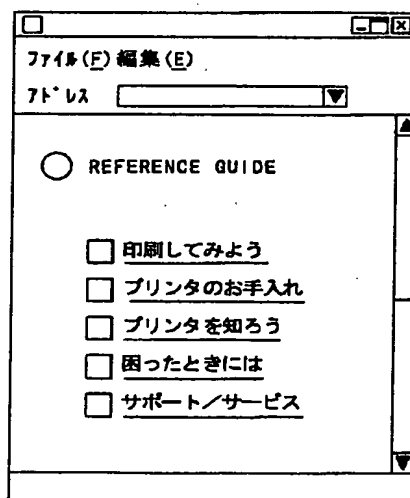 ファイル(F) 編集(E)
アドレス
REFERENCE GUIDE
印刷してみよう
プリンタのお手入れ
プリンタを知ろう
困ったときには
サポート／サービス